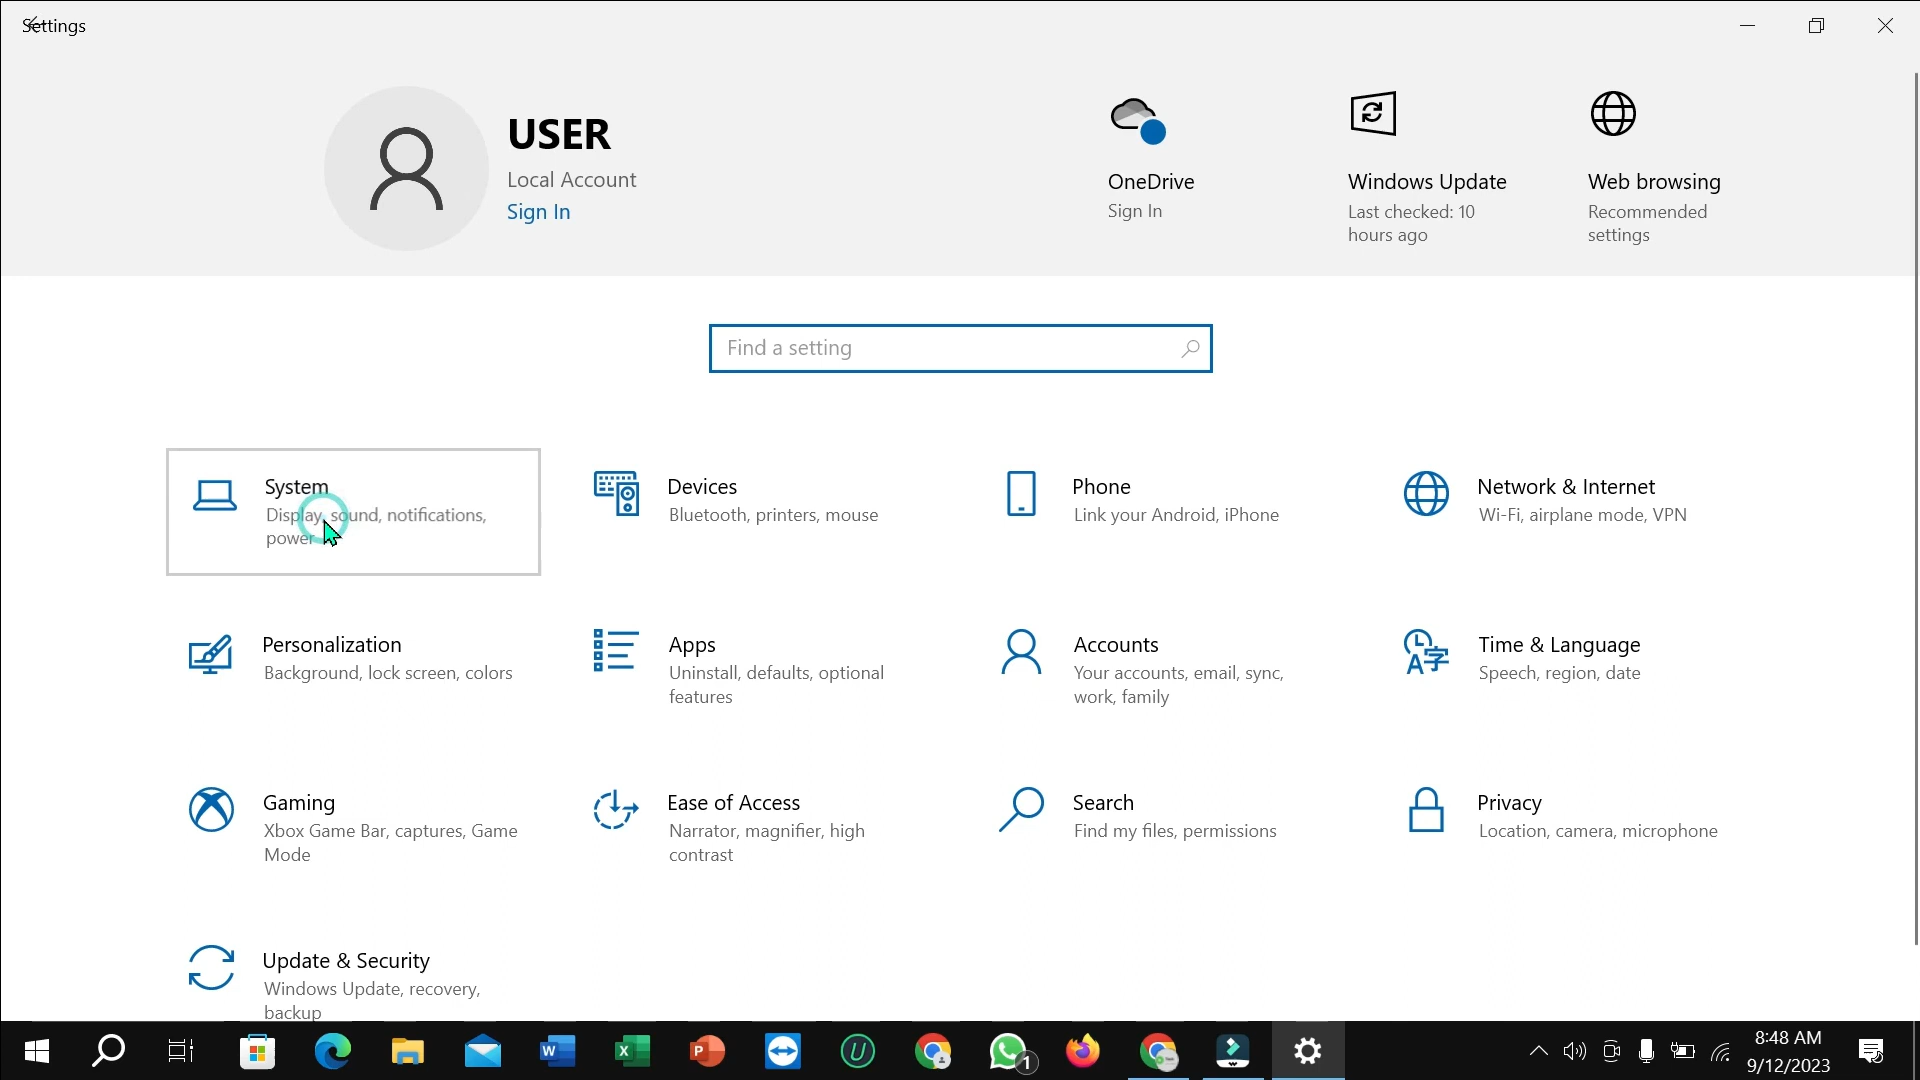 Settings
USER
Local Account
Sign In
OneDrive
Sign In
Windows Update
Last checked: 10
hours ago
Web browsing
Recommended
settings
Find a setting
System
Display, sound, notifications,
power
Devices
Bluetooth, printers, mouse
Phone
Link your Android, iPhone
Network & Internet
Wi-Fi, airplane mode, VPN
Personalization
Background, lock screen, colors
Apps
Uninstall, defaults, optional
features
Accounts
Your accounts, email, sync,
work, family
Time & Language
Speech, region, date
Gaming
Xbox Game Bar, captures, Game
Mode
Ease of Access
Narrator, magnifier, high
contrast
Search
Find my files, permissions
Privacy
Location, camera, microphone
Update & Security
Windows Update, recovery,
backup
1
8:48 AM
9/12/2023